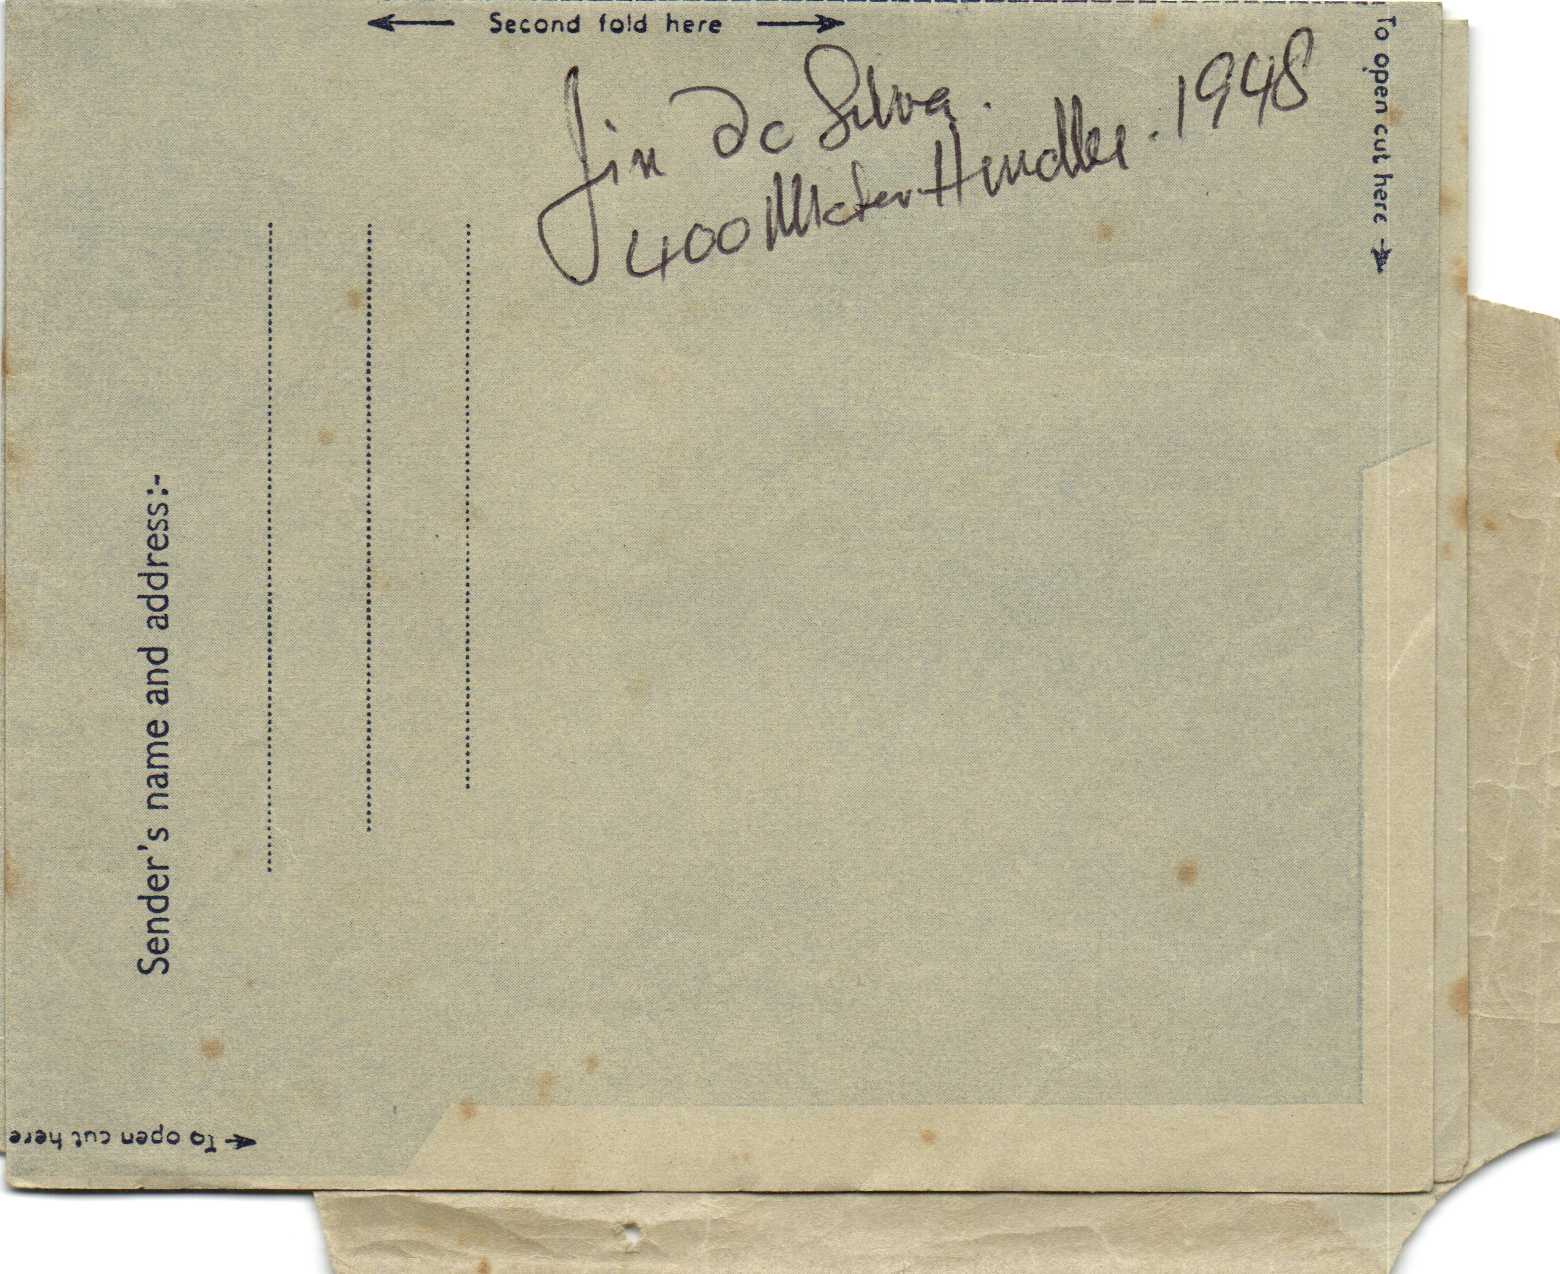 Second fold here
To open cut here
Jim De Silva.
400 Meter Hurdles. 1948
Sender's name and address:-
To open cut here